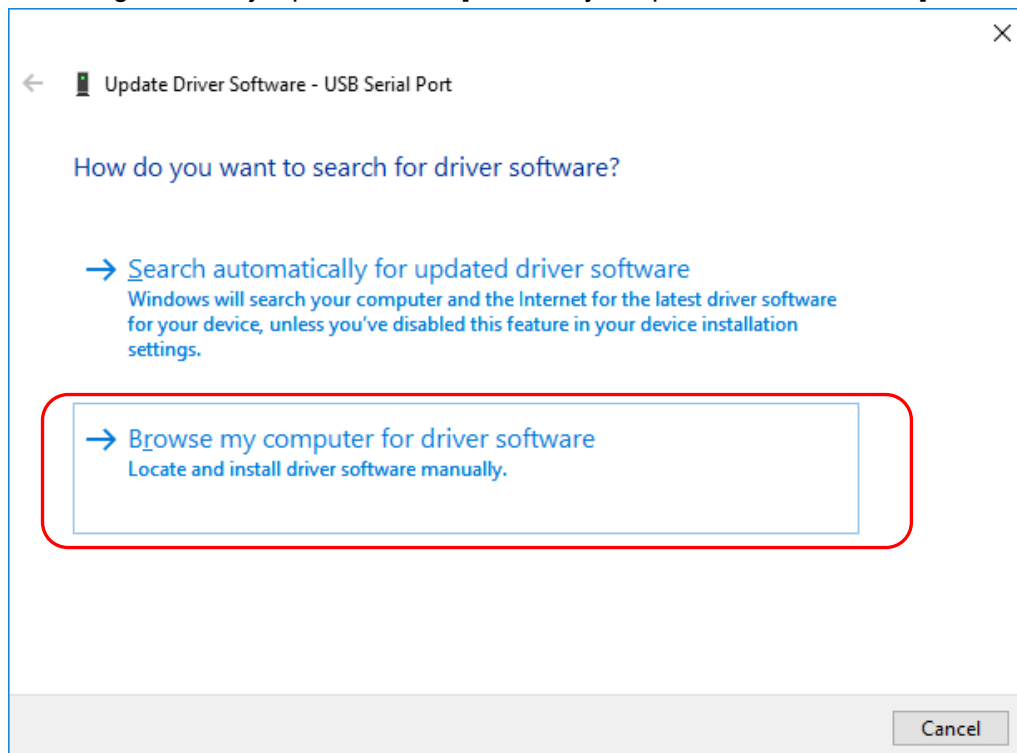 Update Driver Software - USB Serial Port
How do you want to search for driver software?
Search automatically for updated driver software
Windows will search your computer and the Internet for the latest driver software
for your device, unless you've disabled this feature in your device installation
settings.
Browse my computer for driver software
Locate and install driver software manually.
Cancel